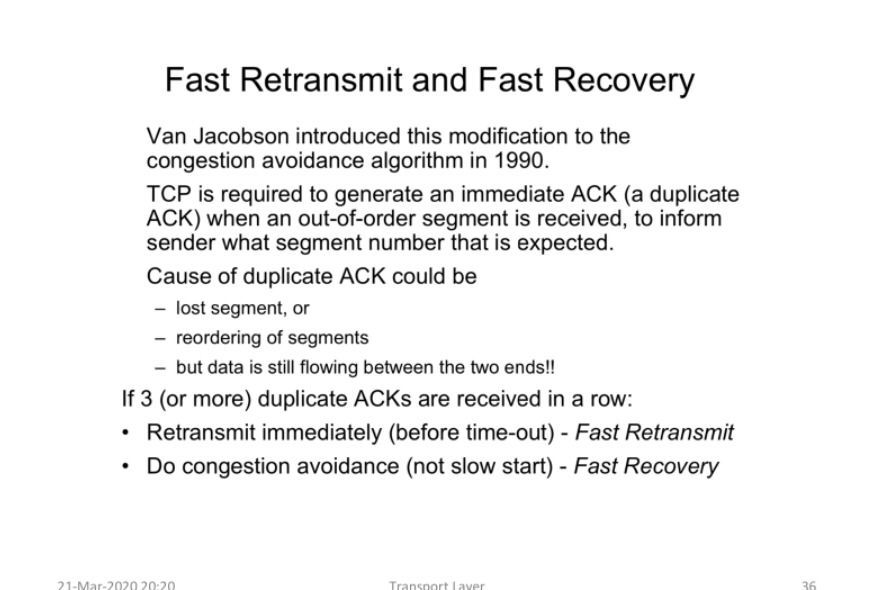 Fast Retransmit and Fast Recovery
Van Jacobson introduced this modification to the
congestion avoidance algorithm in 1990.
TCP is required to generate an immediate ACK (a duplicate
ACK) when an out-of-order segment is received, to inform
sender what segment number that is expected.
Cause of duplicate ACK could be
– lost segment, or
– reordering of segments
– but data is still flowing between the two ends!!
If 3 (or more) duplicate ACKs are received in a row:
• Retransmit immediately (before time-out) - Fast Retransmit
• Do congestion avoidance (not slow start) - Fast Recovery
21-Mar-2020 20:20 Transport Layer 36